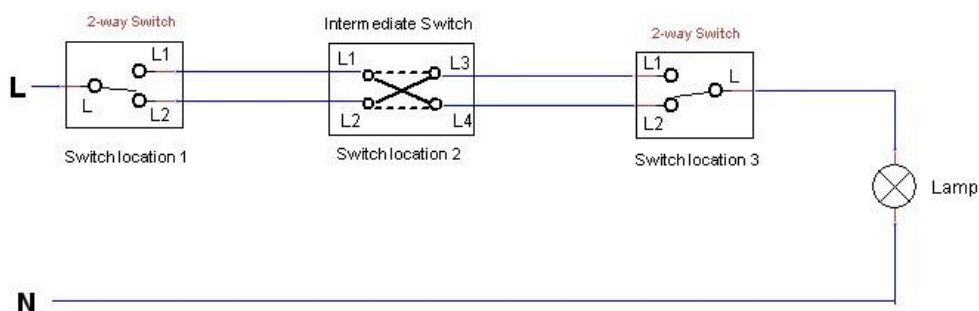 2-way Switch
Intermediate Switch
2-way Switch
L
L
L1
L2
L1
L2
L3
L4
L1
L2
L
Switch location 1
Switch location 2
Switch location 3
Lamp
N